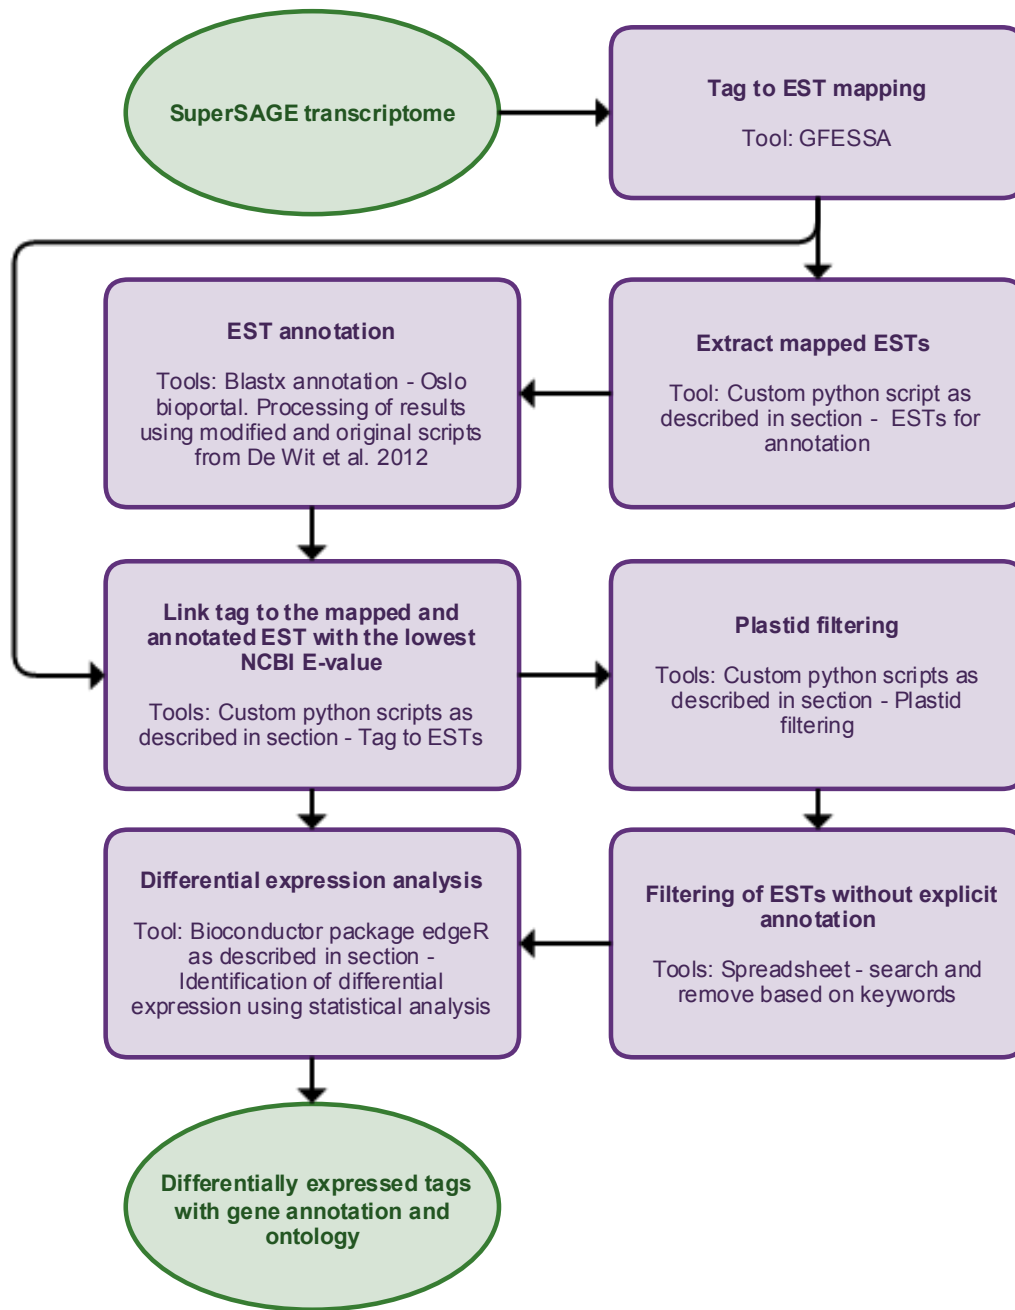 SuperSAGE transcriptome
Tag to EST mapping
Tool: GFESSA
EST annotation
Tools: Blastx annotation - Oslo
bioportal. Processing of results
using modified and original scripts
from De Wit et al. 2012
Extract mapped ESTs
Tool: Custom python script as
described in section - ESTs for
annotation
Link tag to the mapped and
annotated EST with the lowest
NCBI E-value
Tools: Custom python scripts as
described in section - Tag to ESTs
Plastid filtering
Tools: Custom python scripts as
described in section - Plastid
filtering
Differential expression analysis
Tool: Bioconductor package edgeR
as described in section -
Identification of differential
expression using statistical analysis
Filtering of ESTs without explicit
annotation
Tools: Spreadsheet - search and
remove based on keywords
Differentially expressed tags
with gene annotation and
ontology